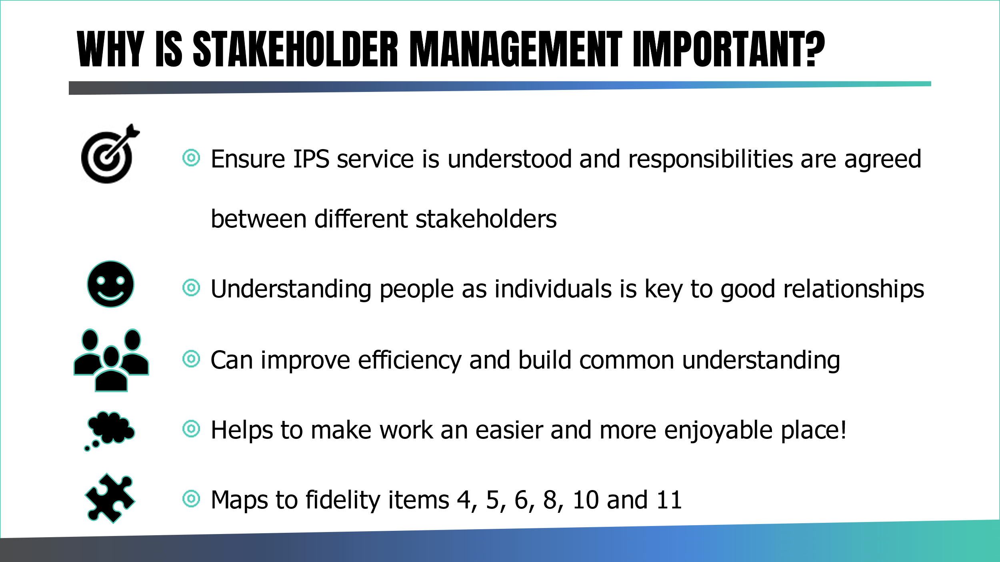 WHY IS STAKEHOLDER MANAGEMENT IMPORTANT?
Ensure IPS service is understood and responsibilities are agreed
between different stakeholders
Understanding people as individuals is key to good relationships
Can improve efficiency and build common understanding
Helps to make work an easier and more enjoyable place!
Maps to fidelity items 4, 5, 6, 8, 10 and 11